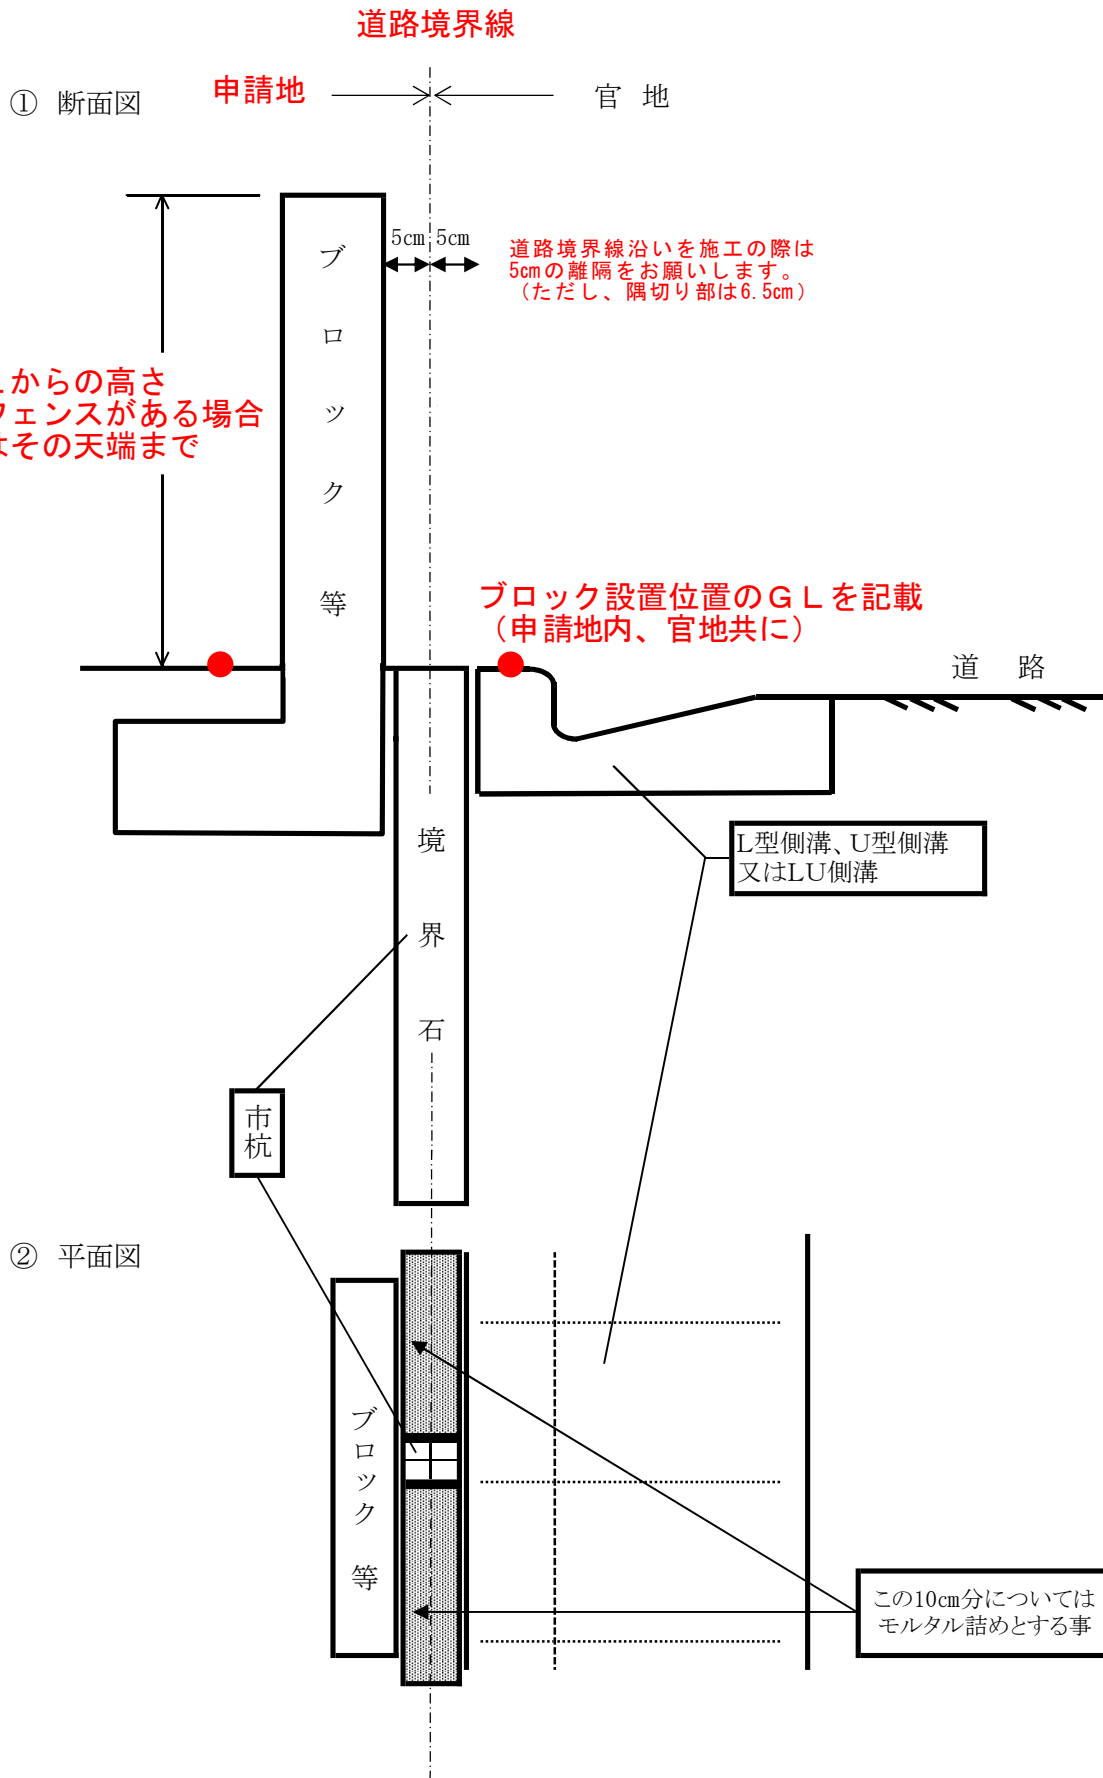 道路境界線
① 断面図
申請地
官 地
ブロック等
5cm 5cm
道路境界線沿いを施工の際は
5cmの離隔をお願いします。
（ただし、隅切り部は6.5cm）
からの高さ
フェンスがある場合
はその天端まで
ブロック設置位置のＧＬを記載
（申請地内、官地共に）
道 路
境界石
L型側溝、U型側溝
又はLU側溝
市杭
② 平面図
ブロック等
この10cm分については
モルタル詰めとする事